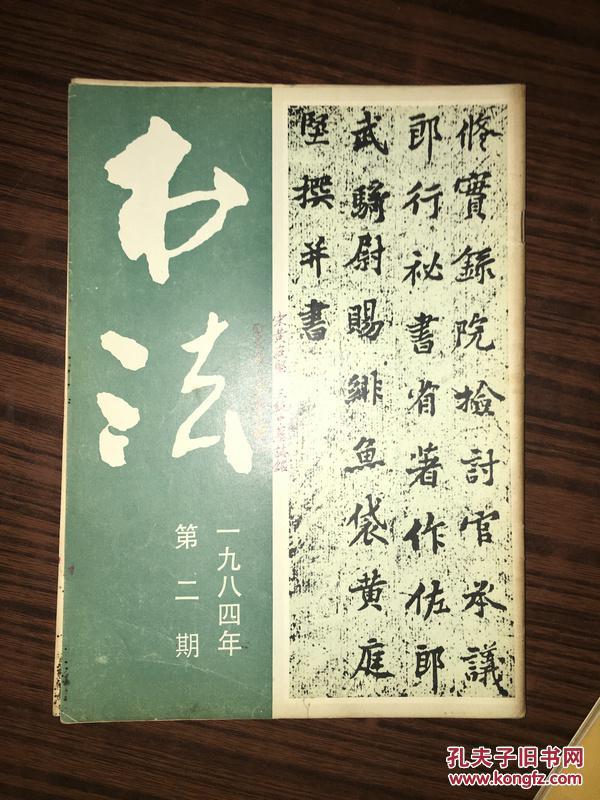 书法
一九八四年
第二期
修實錄院檢討官承議
郎行祕書省著作佐郎
武騎尉賜緋魚袋黄庭
堅撰并書
孔夫子旧书网
www.kongfz.com